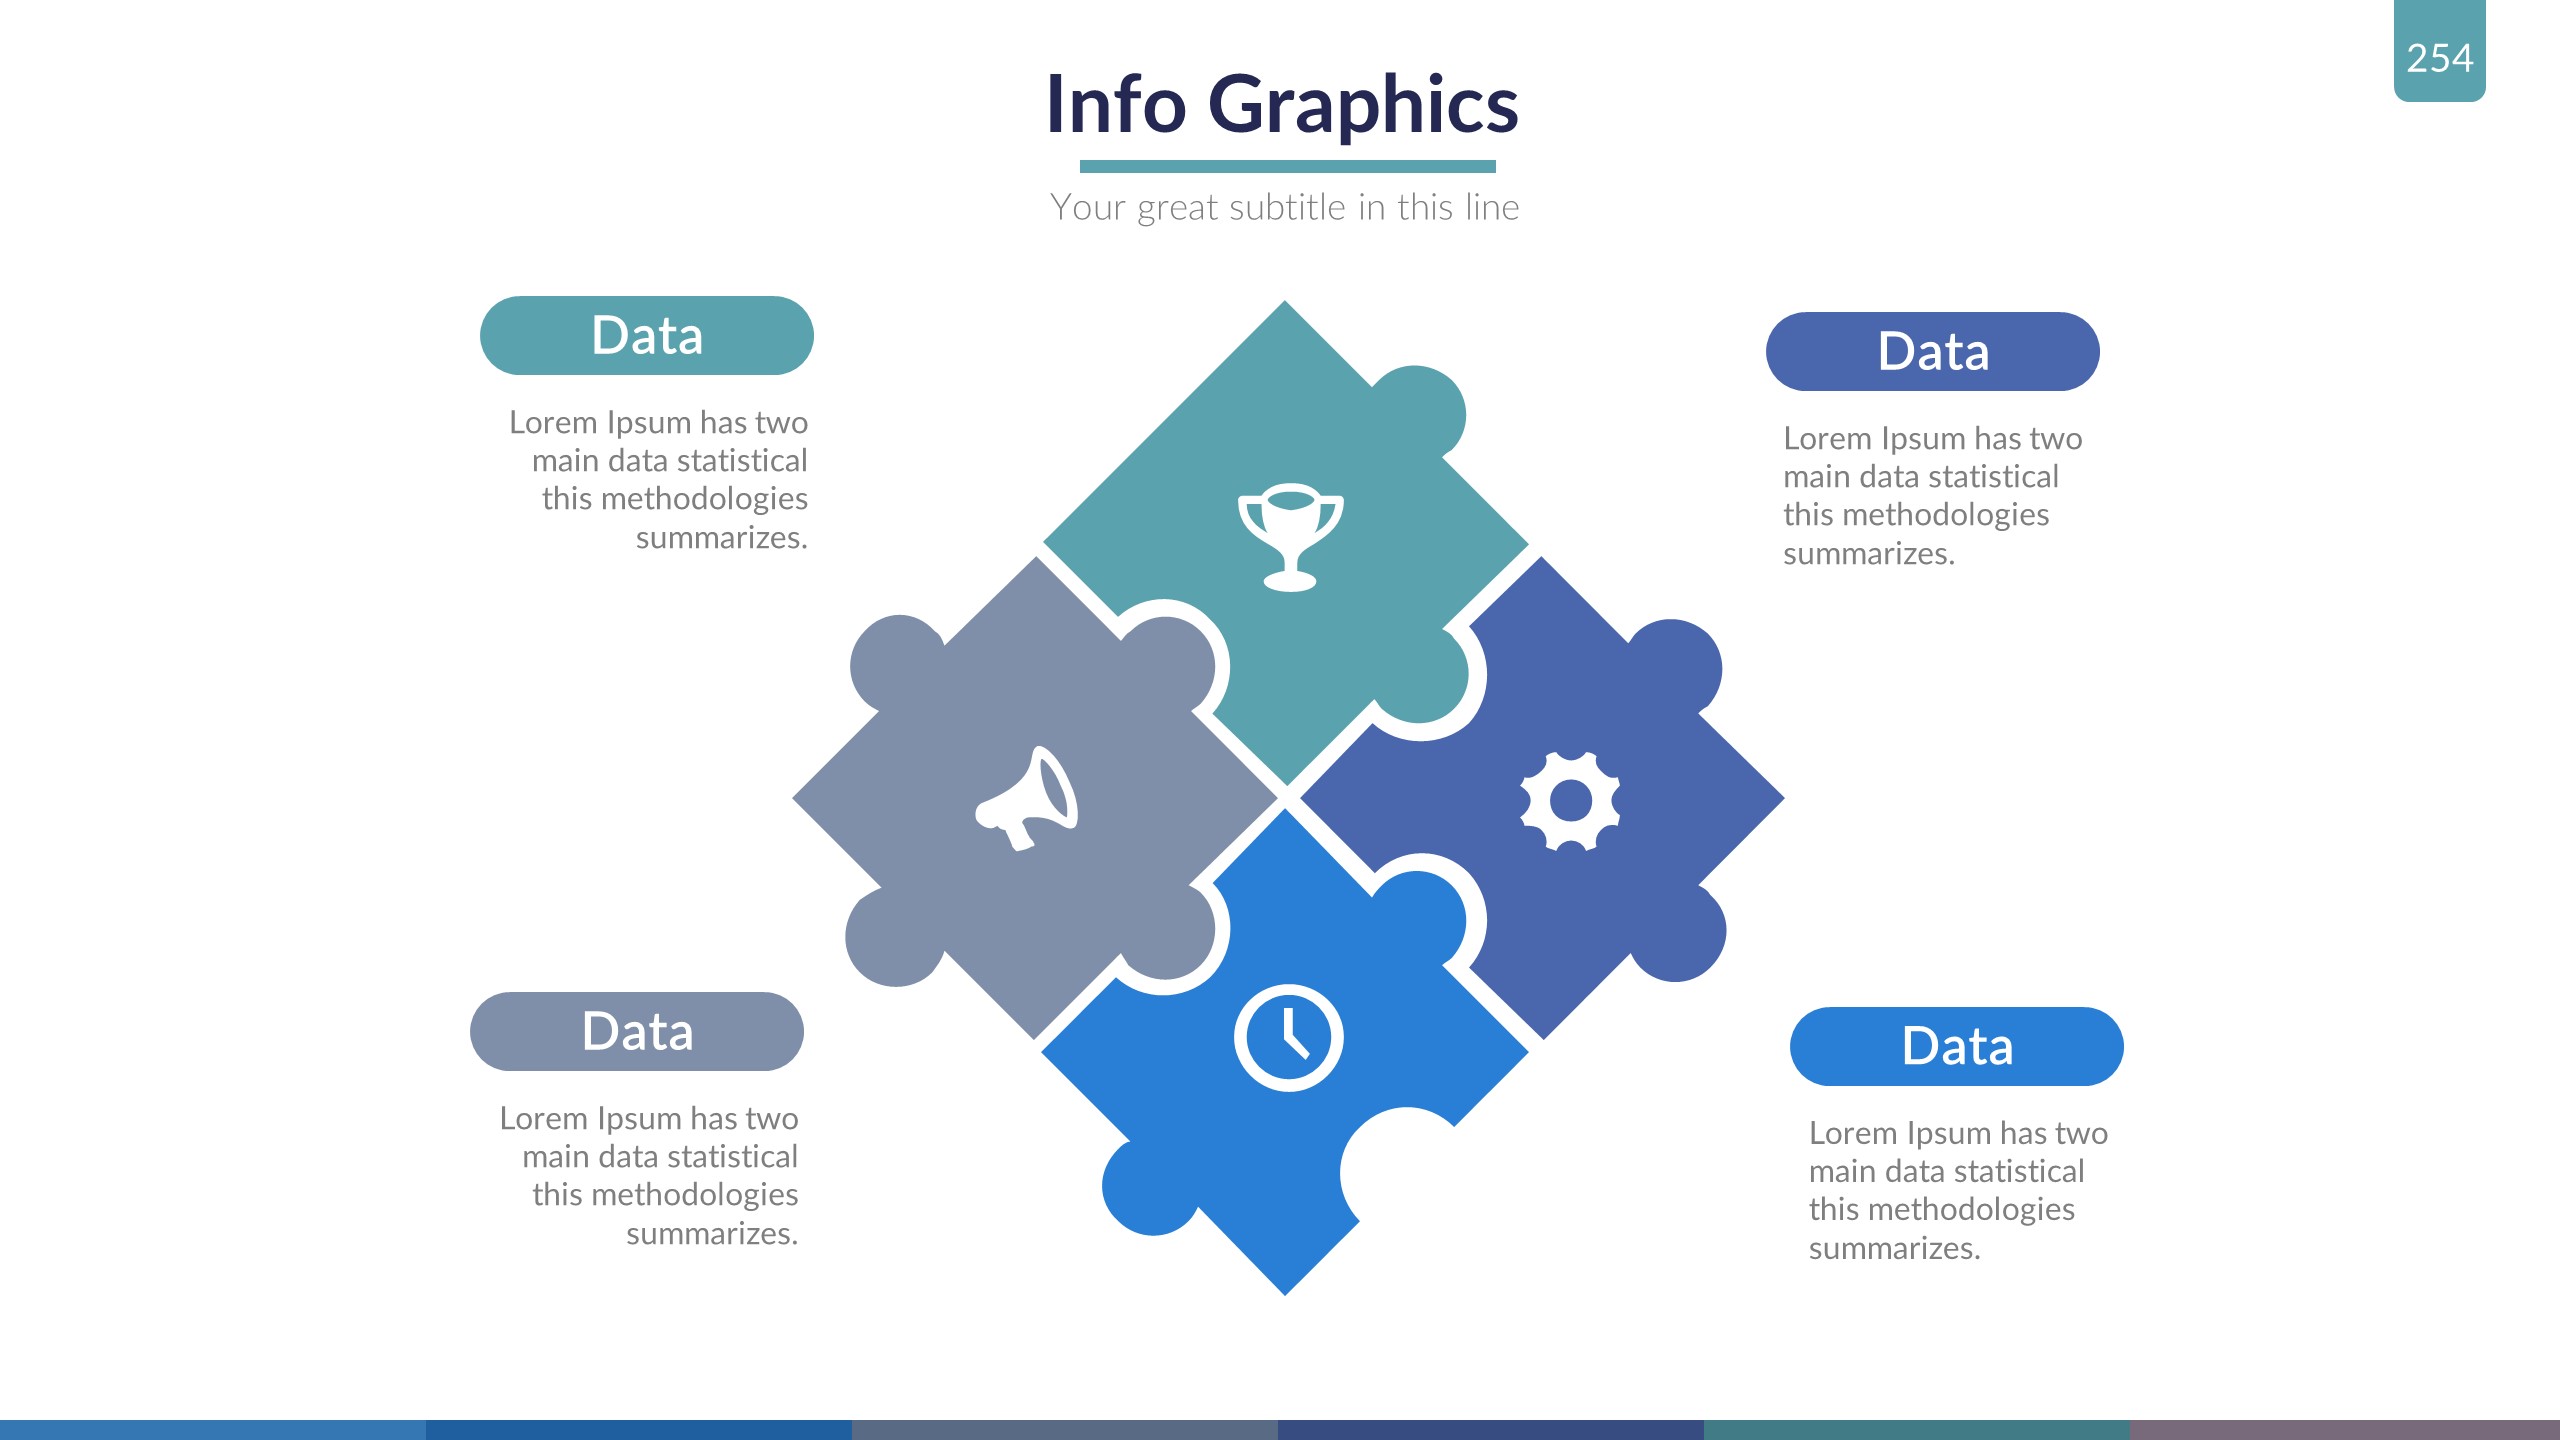 254
Info Graphics
Your great subtitle in this line
Data
Lorem Ipsum has two
main data statistical
this methodologies
summarizes.
Data
Lorem Ipsum has two
main data statistical
this methodologies
summarizes.
Data
Lorem Ipsum has two
main data statistical
this methodologies
summarizes.
Data
Lorem Ipsum has two
main data statistical
this methodologies
summarizes.